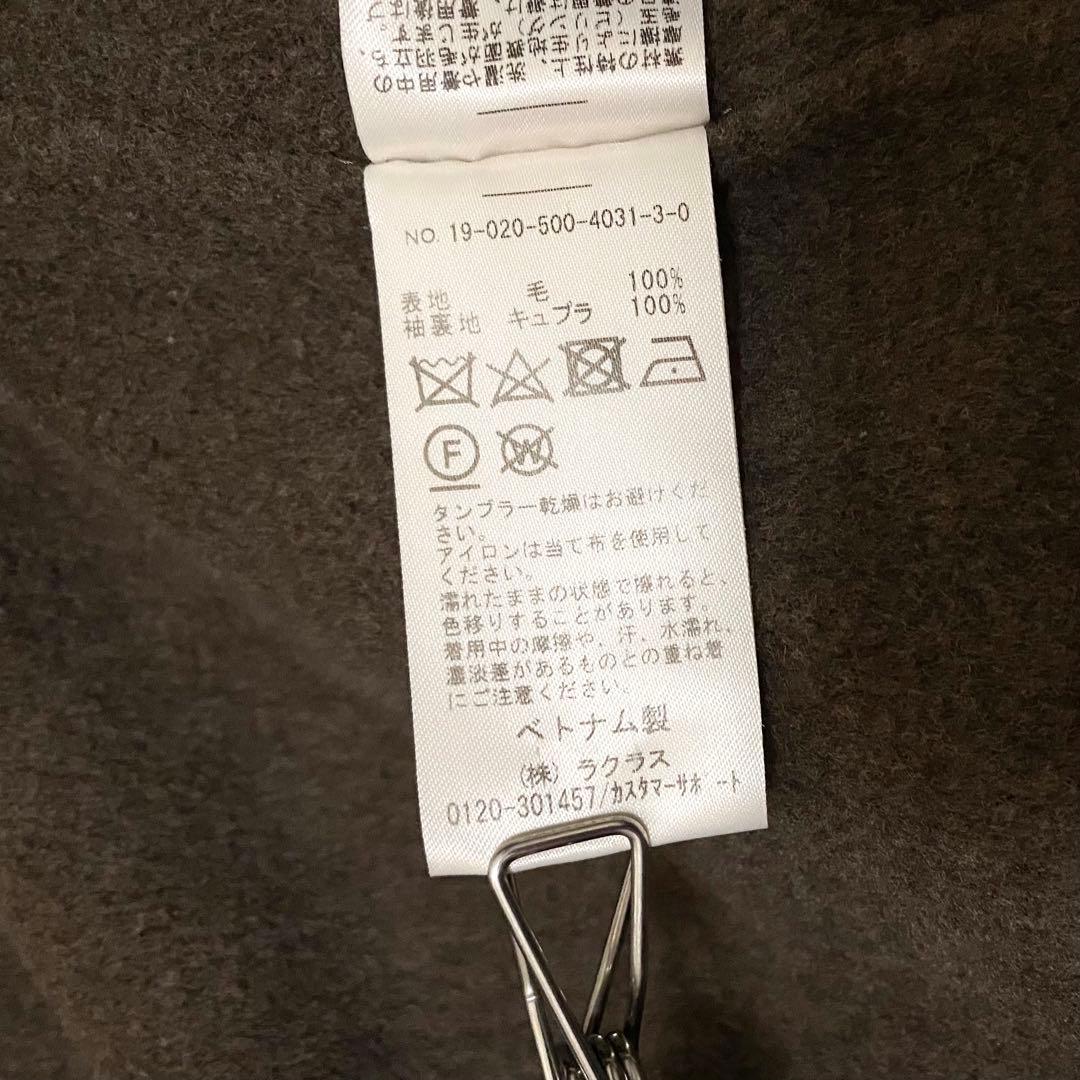 NO. 19-020-500-4031-3-0
表地 毛 100%
袖裏地 キュプラ 100%
F
W
タンブラー乾燥はお避けくだ
さい。
アイロンは当て布を使用して
ください。
濡れたままの状態で擦れると、
色移りすることがあります。
着用中の摩擦や、汗、水濡れ、
濃淡差があるものとの重ね着
にご注意ください。
ベトナム製
(株) ラクラス
0120-301457/カスタマーサポート